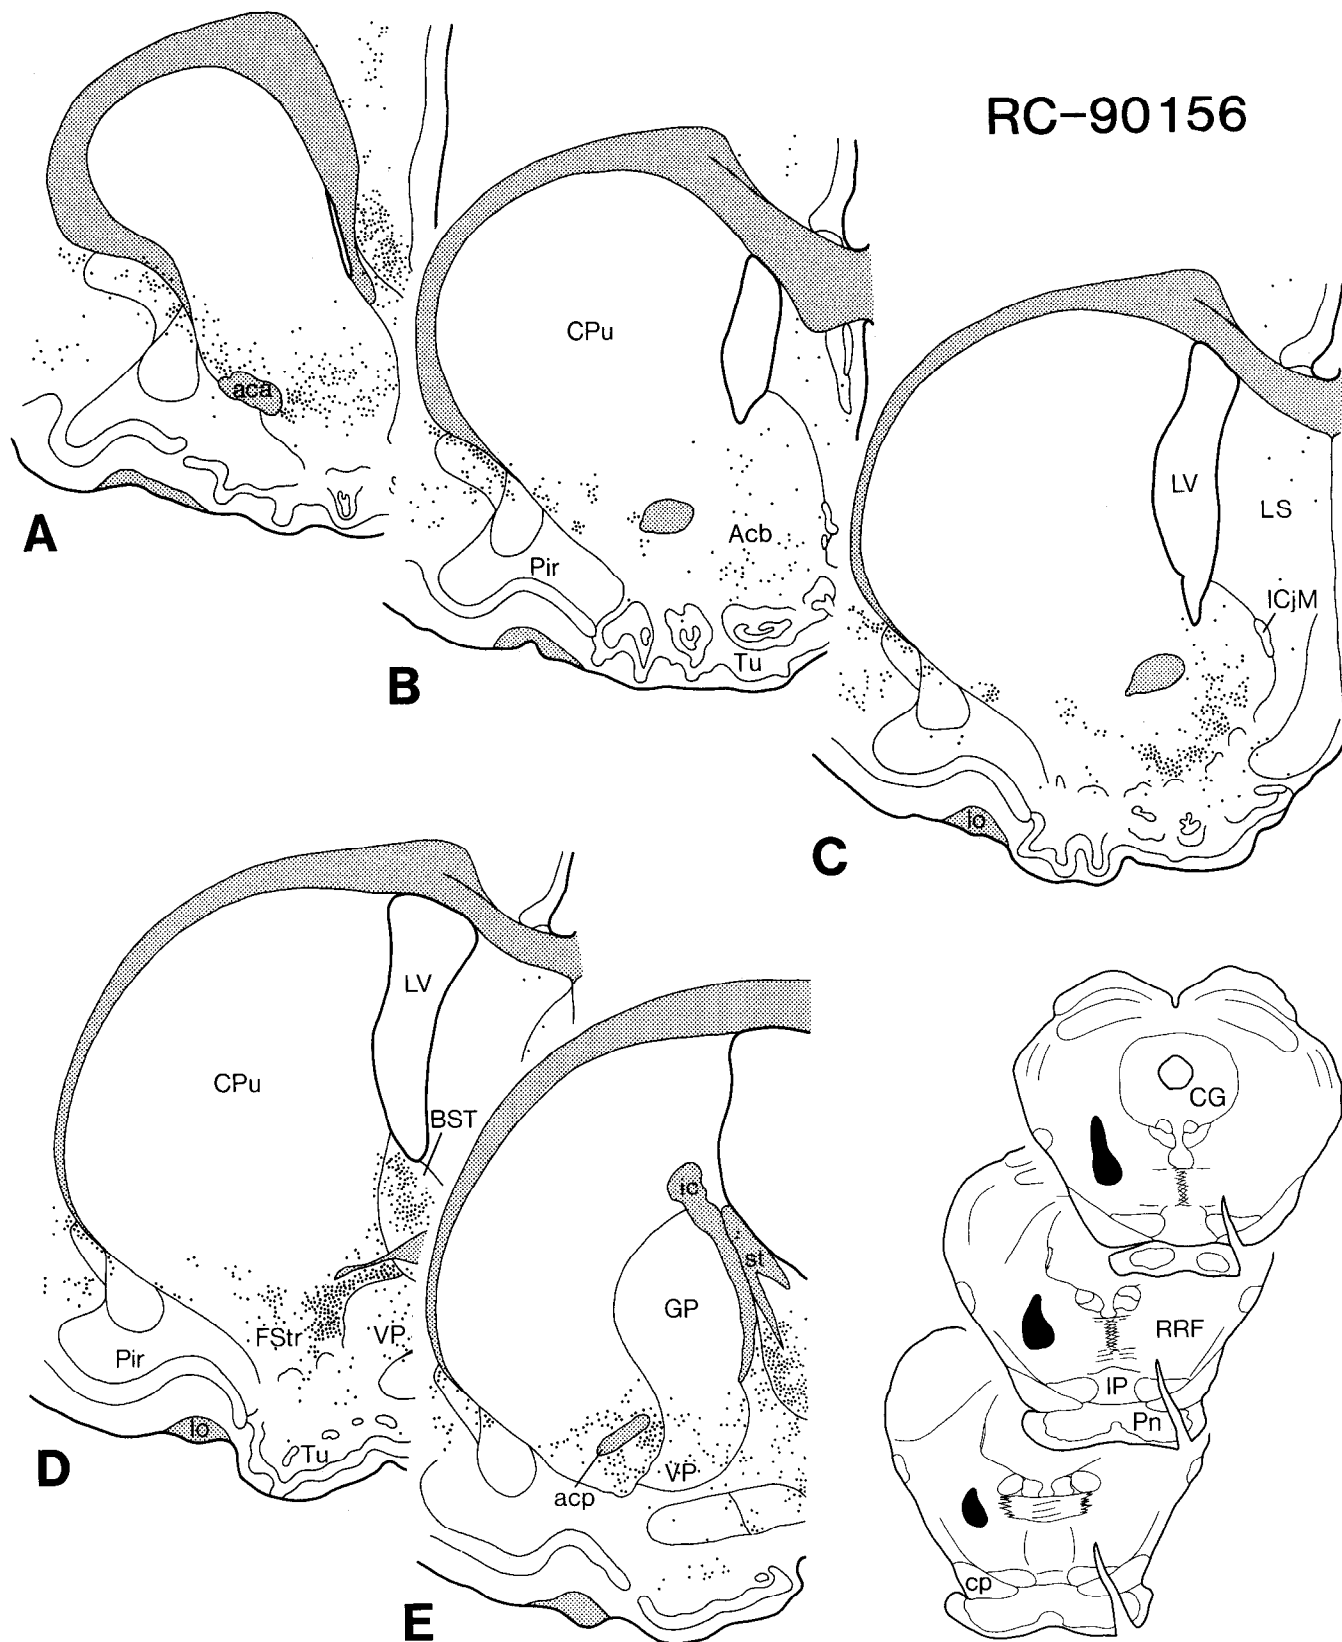 RC-90156
aca
A
CPu
Acb
Pir
Tu
B
LV
LS
ICjM
lo
C
LV
CPu
BST
FStr
VP
Pir
lo
Tu
D
ic
st
GP
VP
acp
E
CG
RRF
IP
Pn
cp